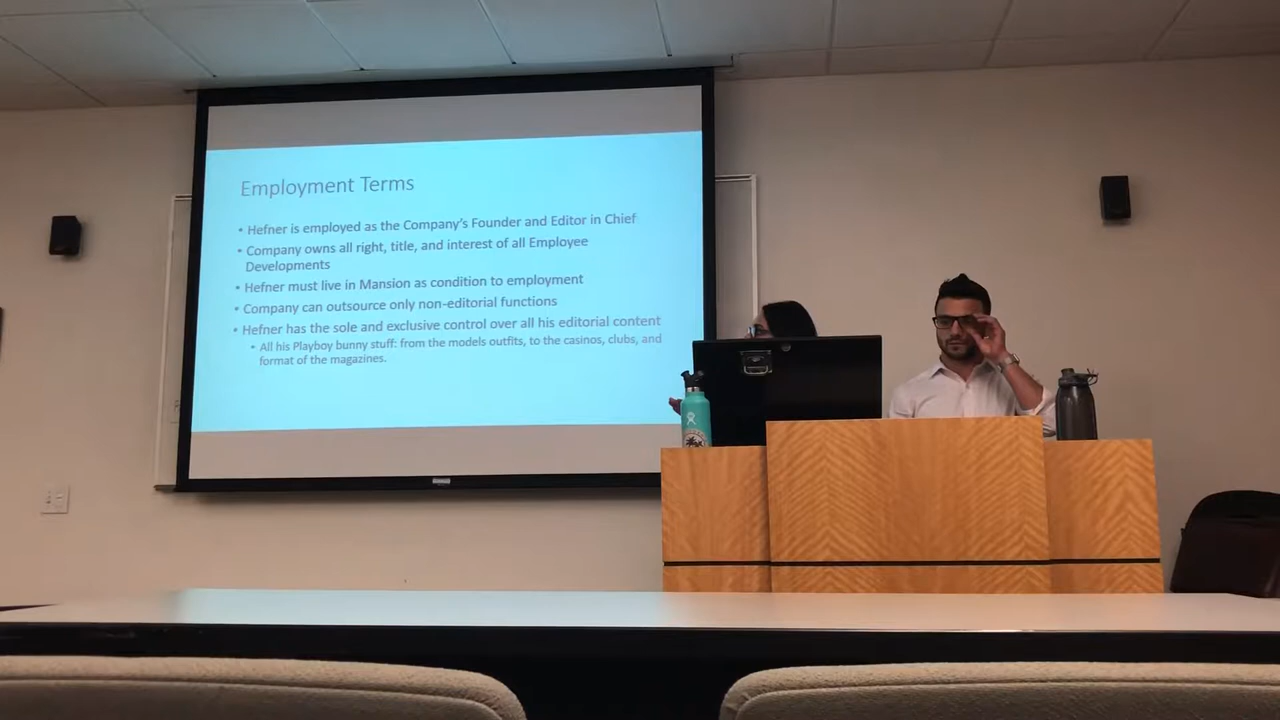 Employment Terms
• Hefner is employed as the Company's Founder and Editor in Chief
• Company owns all right, title, and interest of all Employee
Developments
• Hefner must live in Mansion as condition to employment
• Company can outsource only non-editorial functions
• Hefner has the sole and exclusive control over all his editorial content
• All his Playboy bunny stuff: from the models outfits, to the casinos, clubs, and
format of the magazines.